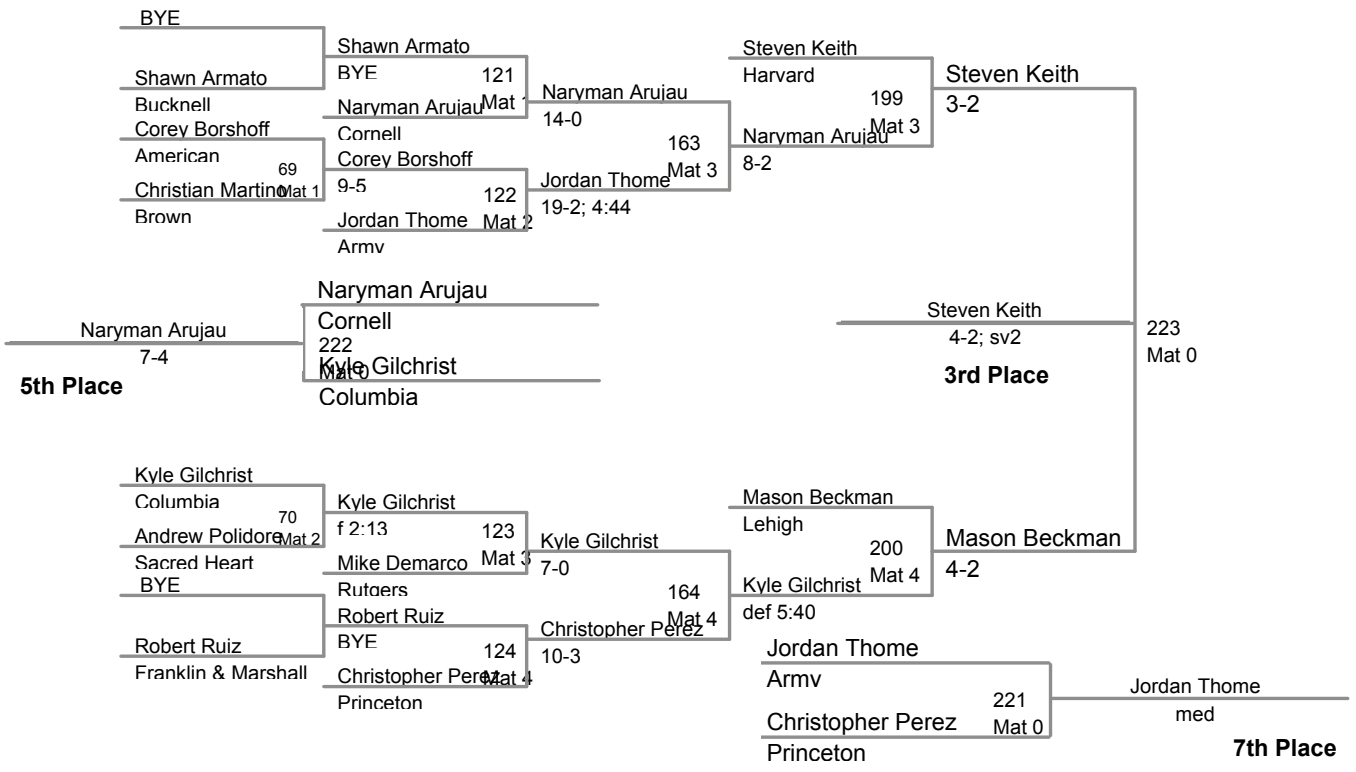 BYE
Shawn Armato
Bucknell
Corey Borshoff
American
69
Mat 1
Christian Martino
Brown
Shawn Armato
BYE
121
Mat 1
Naryman Arujau
Cornell
Corey Borshoff
9-5
122
Mat 2
Jordan Thome
Army
Naryman Arujau
14-0
163
Mat 3
Jordan Thome
19-2; 4:44
Steven Keith
Harvard
199
Mat 3
Naryman Arujau
8-2
Steven Keith
3-2
Naryman Arujau
7-4
5th Place
Naryman Arujau
Cornell
222
Mat 0
Kyle Gilchrist
Columbia
Steven Keith
4-2; sv2
3rd Place
223
Mat 0
Kyle Gilchrist
Columbia
70
Mat 2
Andrew Polidore
Sacred Heart
BYE
Robert Ruiz
Franklin & Marshall
Kyle Gilchrist
f 2:13
123
Mat 3
Mike Demarco
Rutgers
Robert Ruiz
BYE
124
Mat 4
Christopher Perez
Princeton
Kyle Gilchrist
7-0
164
Mat 4
Christopher Perez
10-3
Mason Beckman
Lehigh
200
Mat 4
Kyle Gilchrist
def 5:40
Mason Beckman
4-2
Jordan Thome
Army
221
Mat 0
Christopher Perez
Princeton
Jordan Thome
med
7th Place